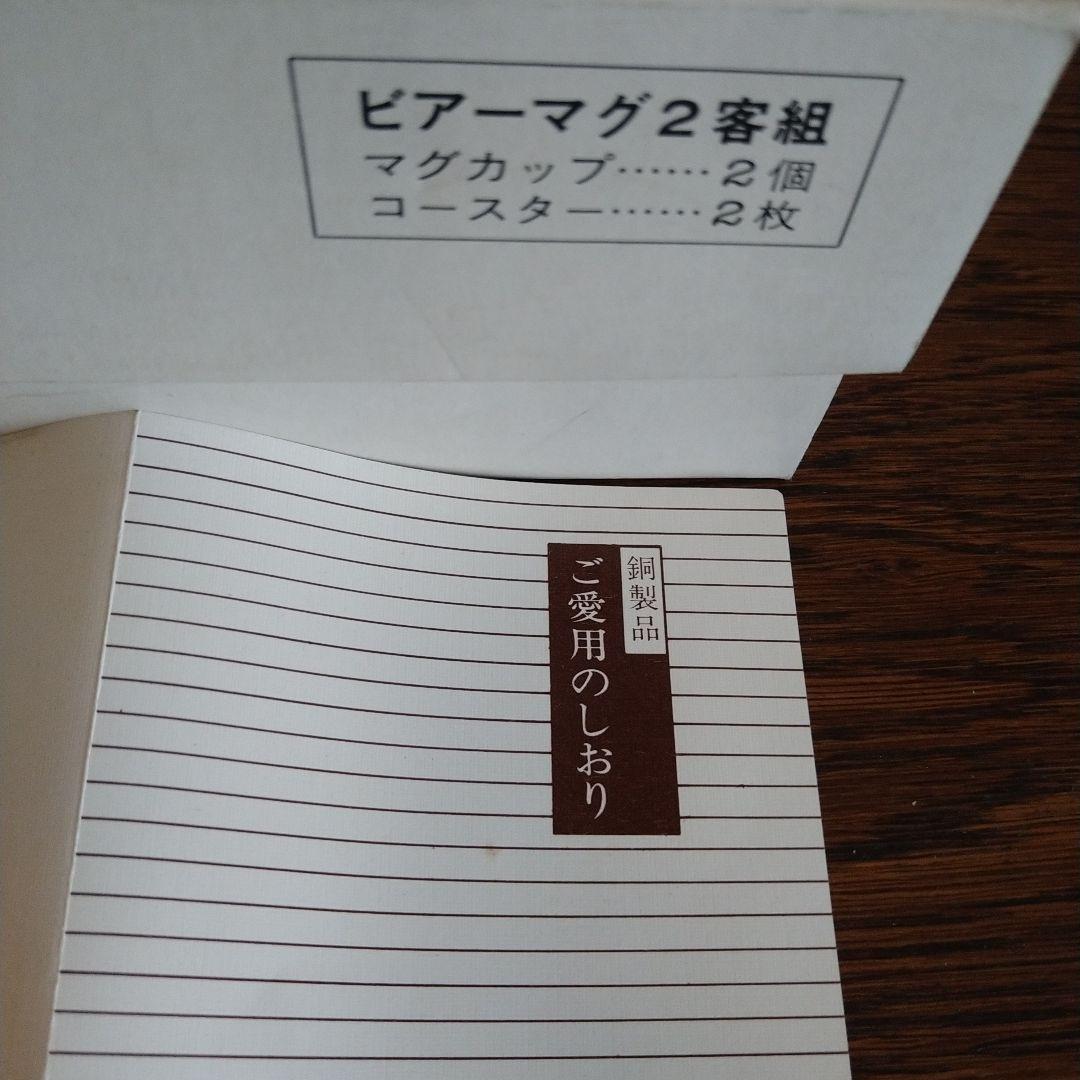 ビアーマグ2客組
マグカップ……2個
コースター……2枚
銅製品
ご愛用のしおり